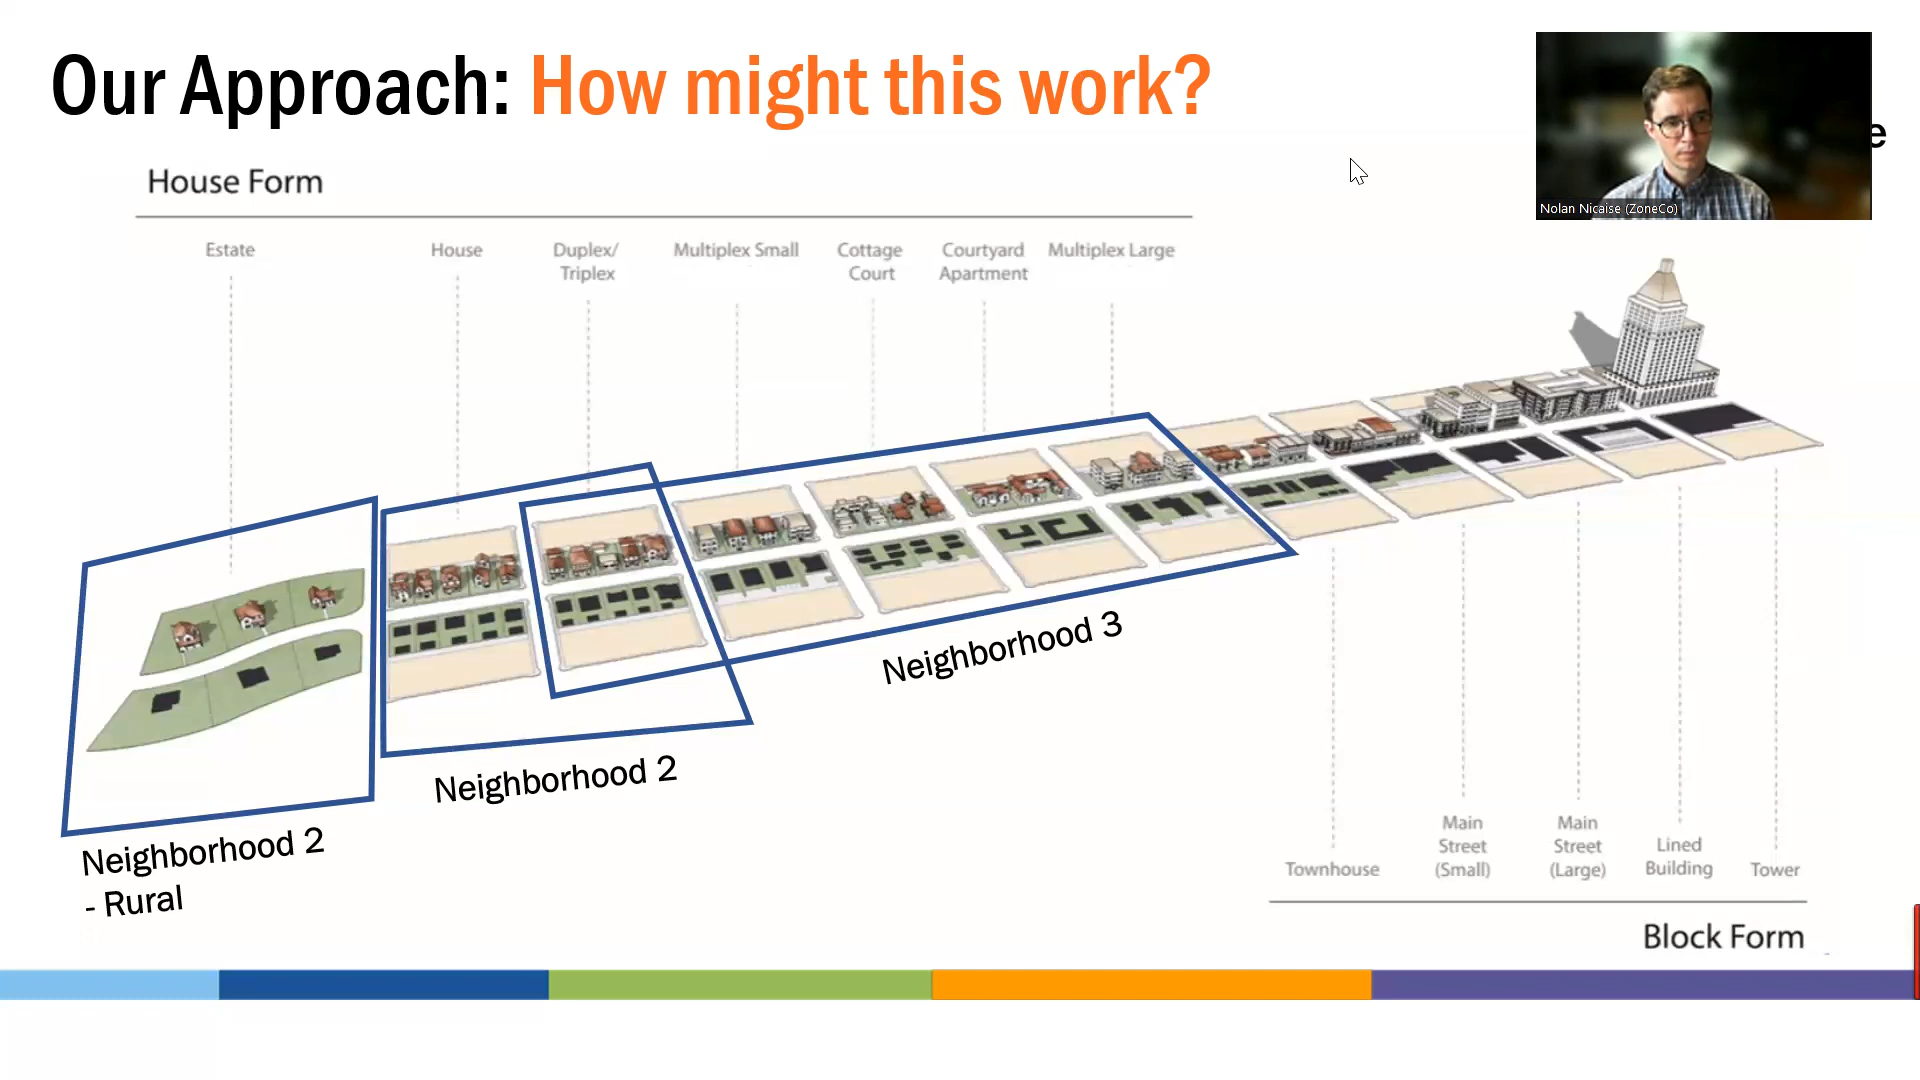 Our Approach: How might this work?
e
Nolan Nicaise (ZoneCo)
House Form
Estate
House
Duplex/
Triplex
Multiplex Small
Cottage
Court
Courtyard
Apartment
Multiplex Large
Neighborhood 3
Neighborhood 2
Neighborhood 2
- Rural
Townhouse
Main
Street
(Small)
Main
Street
(Large)
Lined
Building
Tower
Block Form